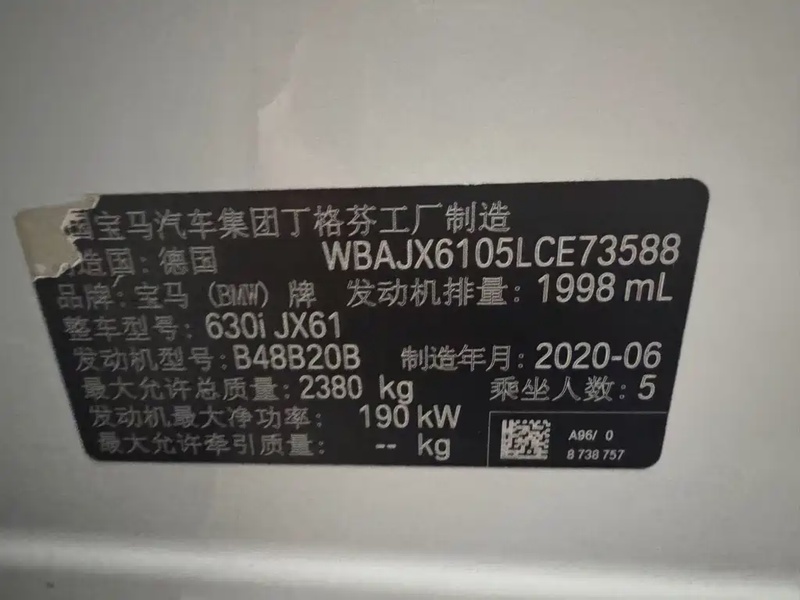 国宝马汽车集团丁格芬工厂制造
造国：德国 WBAJX6105LCE73588
品牌：宝马（BMW）牌 发动机排量：1998 mL
整车型号：630i JX61
发动机型号：B48B20B 制造年月：2020-06
最大允许总质量：2380 kg 乘坐人数：5
发动机最大净功率：190 kW
最大允许牵引质量：-- kg
A96/ 0
8 738 757